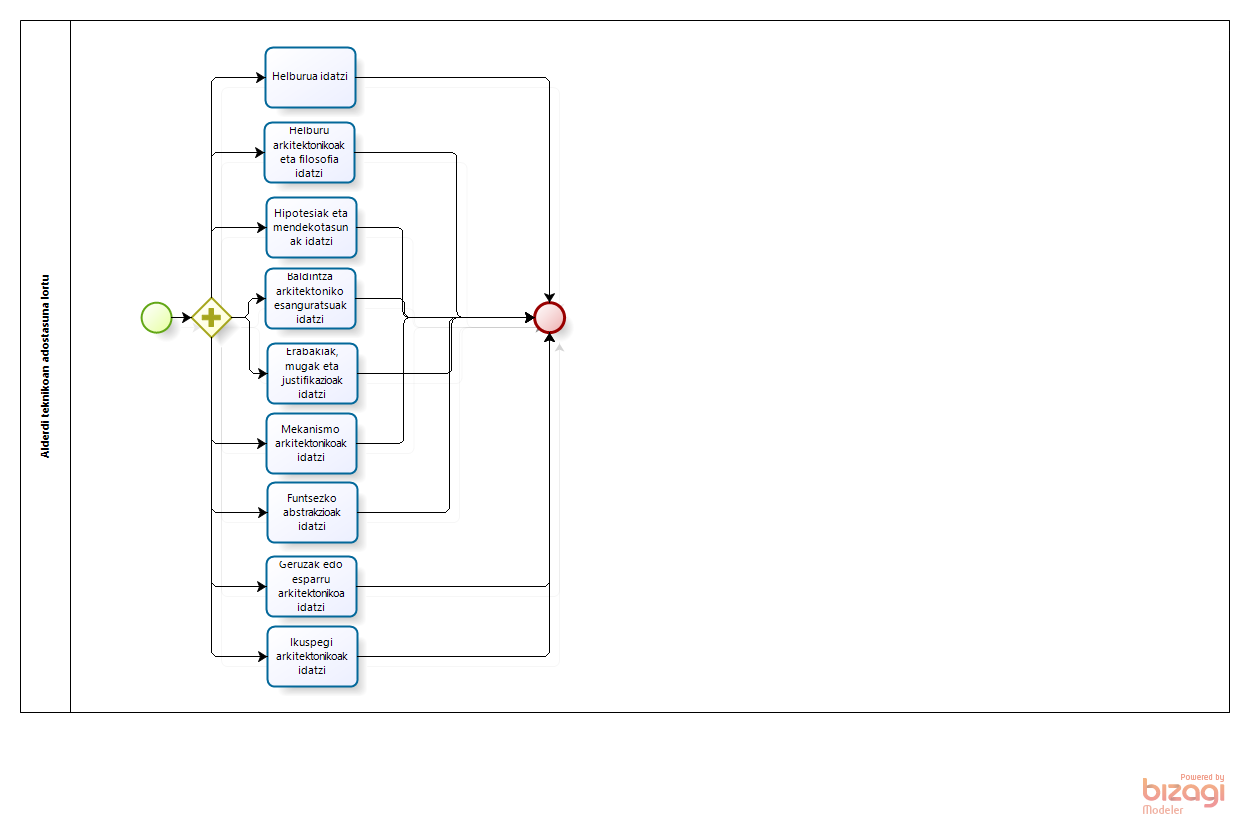 Alderdi teknikoan adostasuna lortu
Helburua idatzi
Helburu
arkitektonikoak
eta filosofia
idatzi
Hipotesiak eta
mendekotasun
ak idatzi
Baldintza
arkitektoniko
esanguratsuak
idatzi
Erabakiak,
mugak eta
justifikazioak
idatzi
Mekanismo
arkitektonikoak
idatzi
Funtsezko
abstrakzioak
idatzi
Geruzak edo
esparru
arkitektonikoa
idatzi
Ikuspegi
arkitektonikoak
idatzi
Powered by
bizagi
Modeler